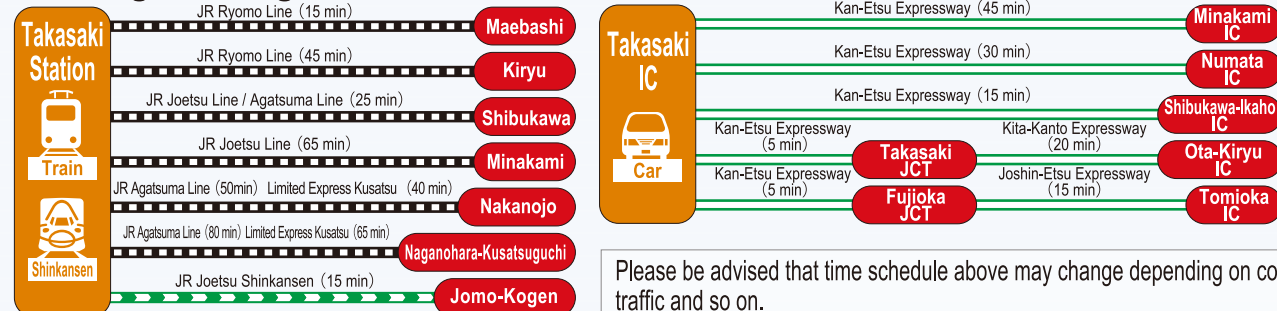 Takasaki
Station
Train
Shinkansen
JR Ryomo Line (15 min)
Maebashi
JR Ryomo Line (45 min)
Kiryu
JR Joetsu Line / Agatsuma Line (25 min)
Shibukawa
JR Joetsu Line (65 min)
Minakami
JR Agatsuma Line (50min) Limited Express Kusatsu (40 min)
Nakanojo
JR Agatsuma Line (80 min) Limited Express Kusatsu (65 min)
Naganohara-Kusatsuguchi
JR Joetsu Shinkansen (15 min)
Jomo-Kogen
Takasaki
IC
Car
Kan-Etsu Expressway (45 min)
Minakami
IC
Kan-Etsu Expressway (30 min)
Numata
IC
Kan-Etsu Expressway (15 min)
Shibukawa-Ikaho
IC
Kan-Etsu Expressway
(5 min)
Takasaki
JCT
Kita-Kanto Expressway
(20 min)
Ota-Kiryu
IC
Kan-Etsu Expressway
(5 min)
Fujioka
JCT
Joshin-Etsu Expressway
(15 min)
Tomioka
IC
Please be advised that time schedule above may change depending on
traffic and so on.